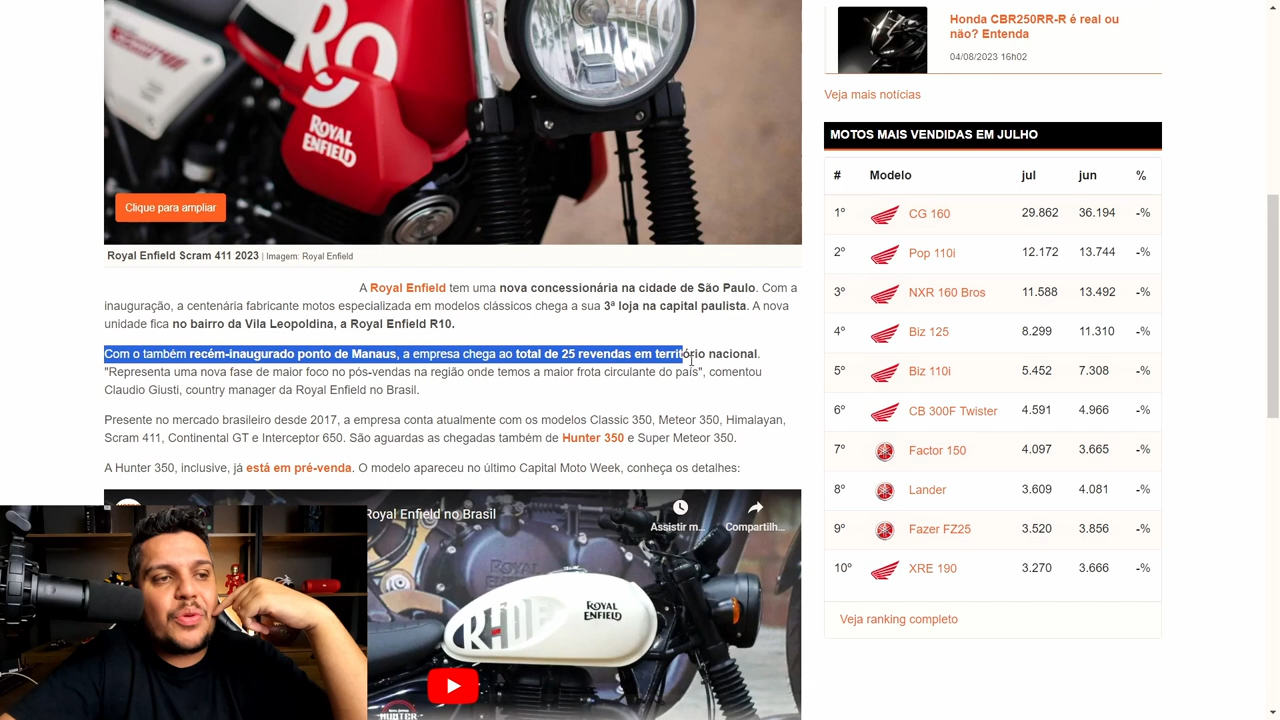 RO
ROYAL
ENFIELD
Clique para ampliar
Royal Enfield Scram 411 2023 | Imagem: Royal Enfield
A Royal Enfield tem uma nova concessionária na cidade de São Paulo. Com a
inauguração, a centenária fabricante motos especializada em modelos clássicos chega a sua 3ª loja na capital paulista. A nova
unidade fica no bairro da Vila Leopoldina, a Royal Enfield R10.
Com o também recém-inaugurado ponto de Manaus, a empresa chega ao total de 25 revendas em território nacional.
"Representa uma nova fase de maior foco no pós-vendas na região onde temos a maior frota circulante do país", comentou
Claudio Giusti, country manager da Royal Enfield no Brasil.
Presente no mercado brasileiro desde 2017, a empresa conta atualmente com os modelos Classic 350, Meteor 350, Himalayan,
Scram 411, Continental GT e Interceptor 650. São aguardas as chegadas também de Hunter 350 e Super Meteor 350.
A Hunter 350, inclusive, já está em pré-venda. O modelo apareceu no último Capital Moto Week, conheça os detalhes:
Royal Enfield no Brasil
Assistir m...
Compartilh...
ROYAL
ENFIELD
HUNTER
Honda CBR250RR-R é real ou
não? Entenda
04/08/2023 16h02
Veja mais notícias
MOTOS MAIS VENDIDAS EM JULHO
# Modelo jul jun %
1º CG 160 29.862 36.194 -%
2º Pop 110i 12.172 13.744 -%
3º NXR 160 Bros 11.588 13.492 -%
4º Biz 125 8.299 11.310 -%
5º Biz 110i 5.452 7.308 -%
6º CB 300F Twister 4.591 4.966 -%
7º Factor 150 4.097 3.665 -%
8º Lander 3.609 4.081 -%
9º Fazer FZ25 3.520 3.856 -%
10º XRE 190 3.270 3.666 -%
Veja ranking completo